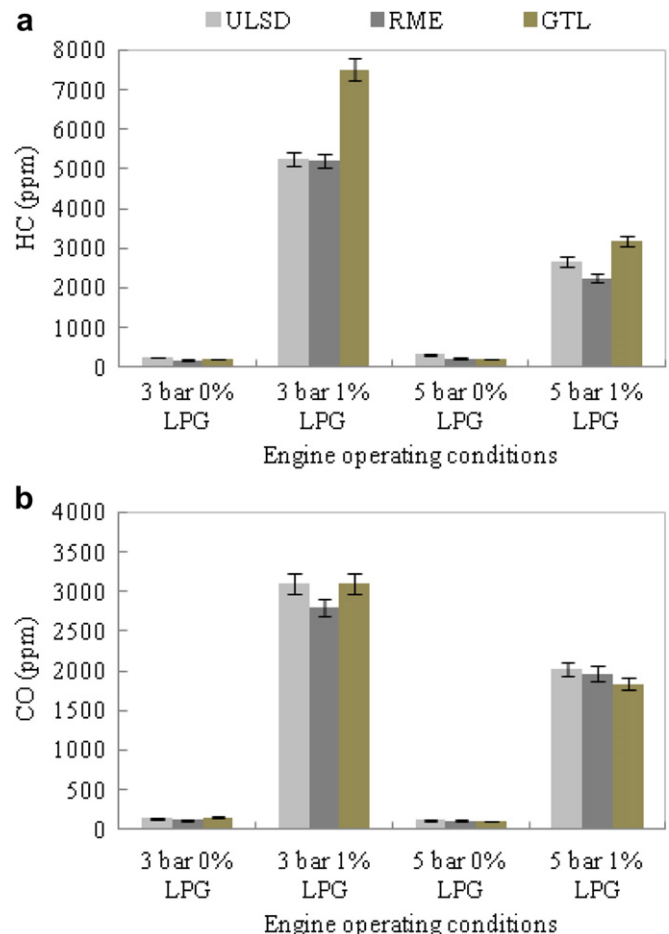 a
ULSD RME GTL
8000
7000
6000
5000
4000
3000
2000
1000
0
HC (ppm)
3 bar 0% 3 bar 1% 5 bar 0% 5 bar 1%
LPG LPG LPG LPG
Engine operating conditions
b
4000
3500
3000
2500
2000
1500
1000
500
0
CO (ppm)
3 bar 0% 3 bar 1% 5 bar 0% 5 bar 1%
LPG LPG LPG LPG
Engine operating conditions